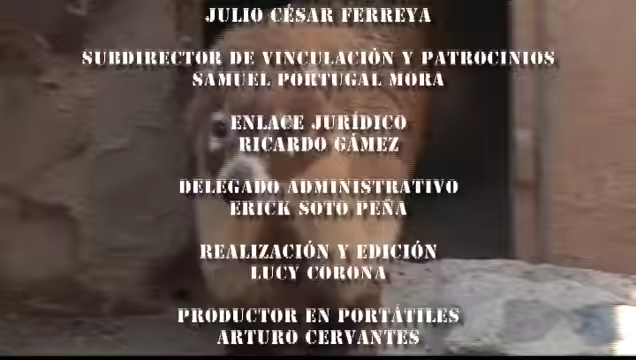 JULIO CÉSAR FERREYA
SUBDIRECTOR DE VINCULACIÓN Y PATROCINIOS
SAMUEL PORTUGAL MORA
ENLACE JURÍDICO
RICARDO GÁMEZ
DELEGADO ADMINISTRATIVO
ERICK SOTO PEÑA
REALIZACIÓN Y EDICIÓN
LUCY CORONA
PRODUCTOR EN PORTÁTILES
ARTURO CERVANTES